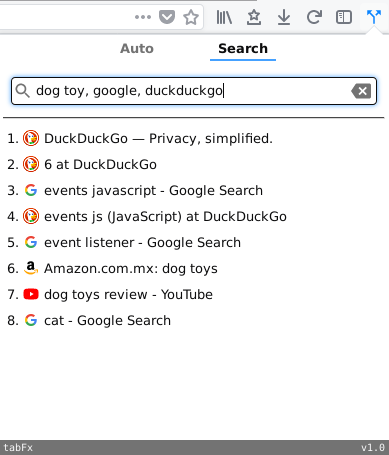 Auto Search
dog toy, google, duckduckgo
1. DuckDuckGo — Privacy, simplified.
2. 6 at DuckDuckGo
3. events javascript - Google Search
4. events js (JavaScript) at DuckDuckGo
5. event listener - Google Search
6. Amazon.com.mx: dog toys
7. dog toys review - YouTube
8. cat - Google Search
tabFx v1.0